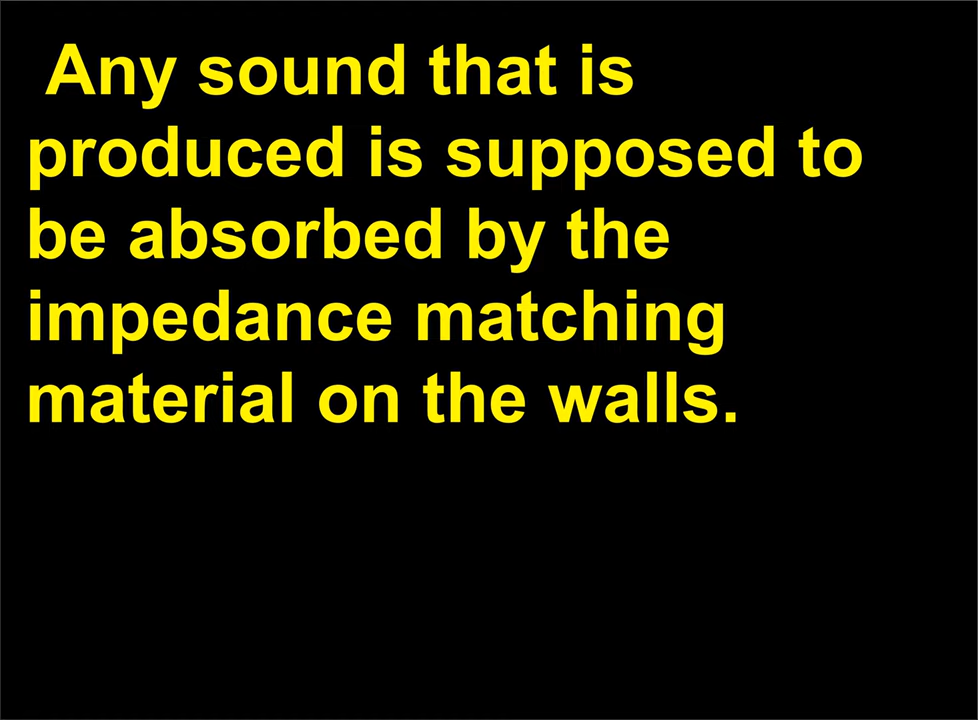 Any sound that is
produced is supposed to
be absorbed by the
impedance matching
material on the walls.